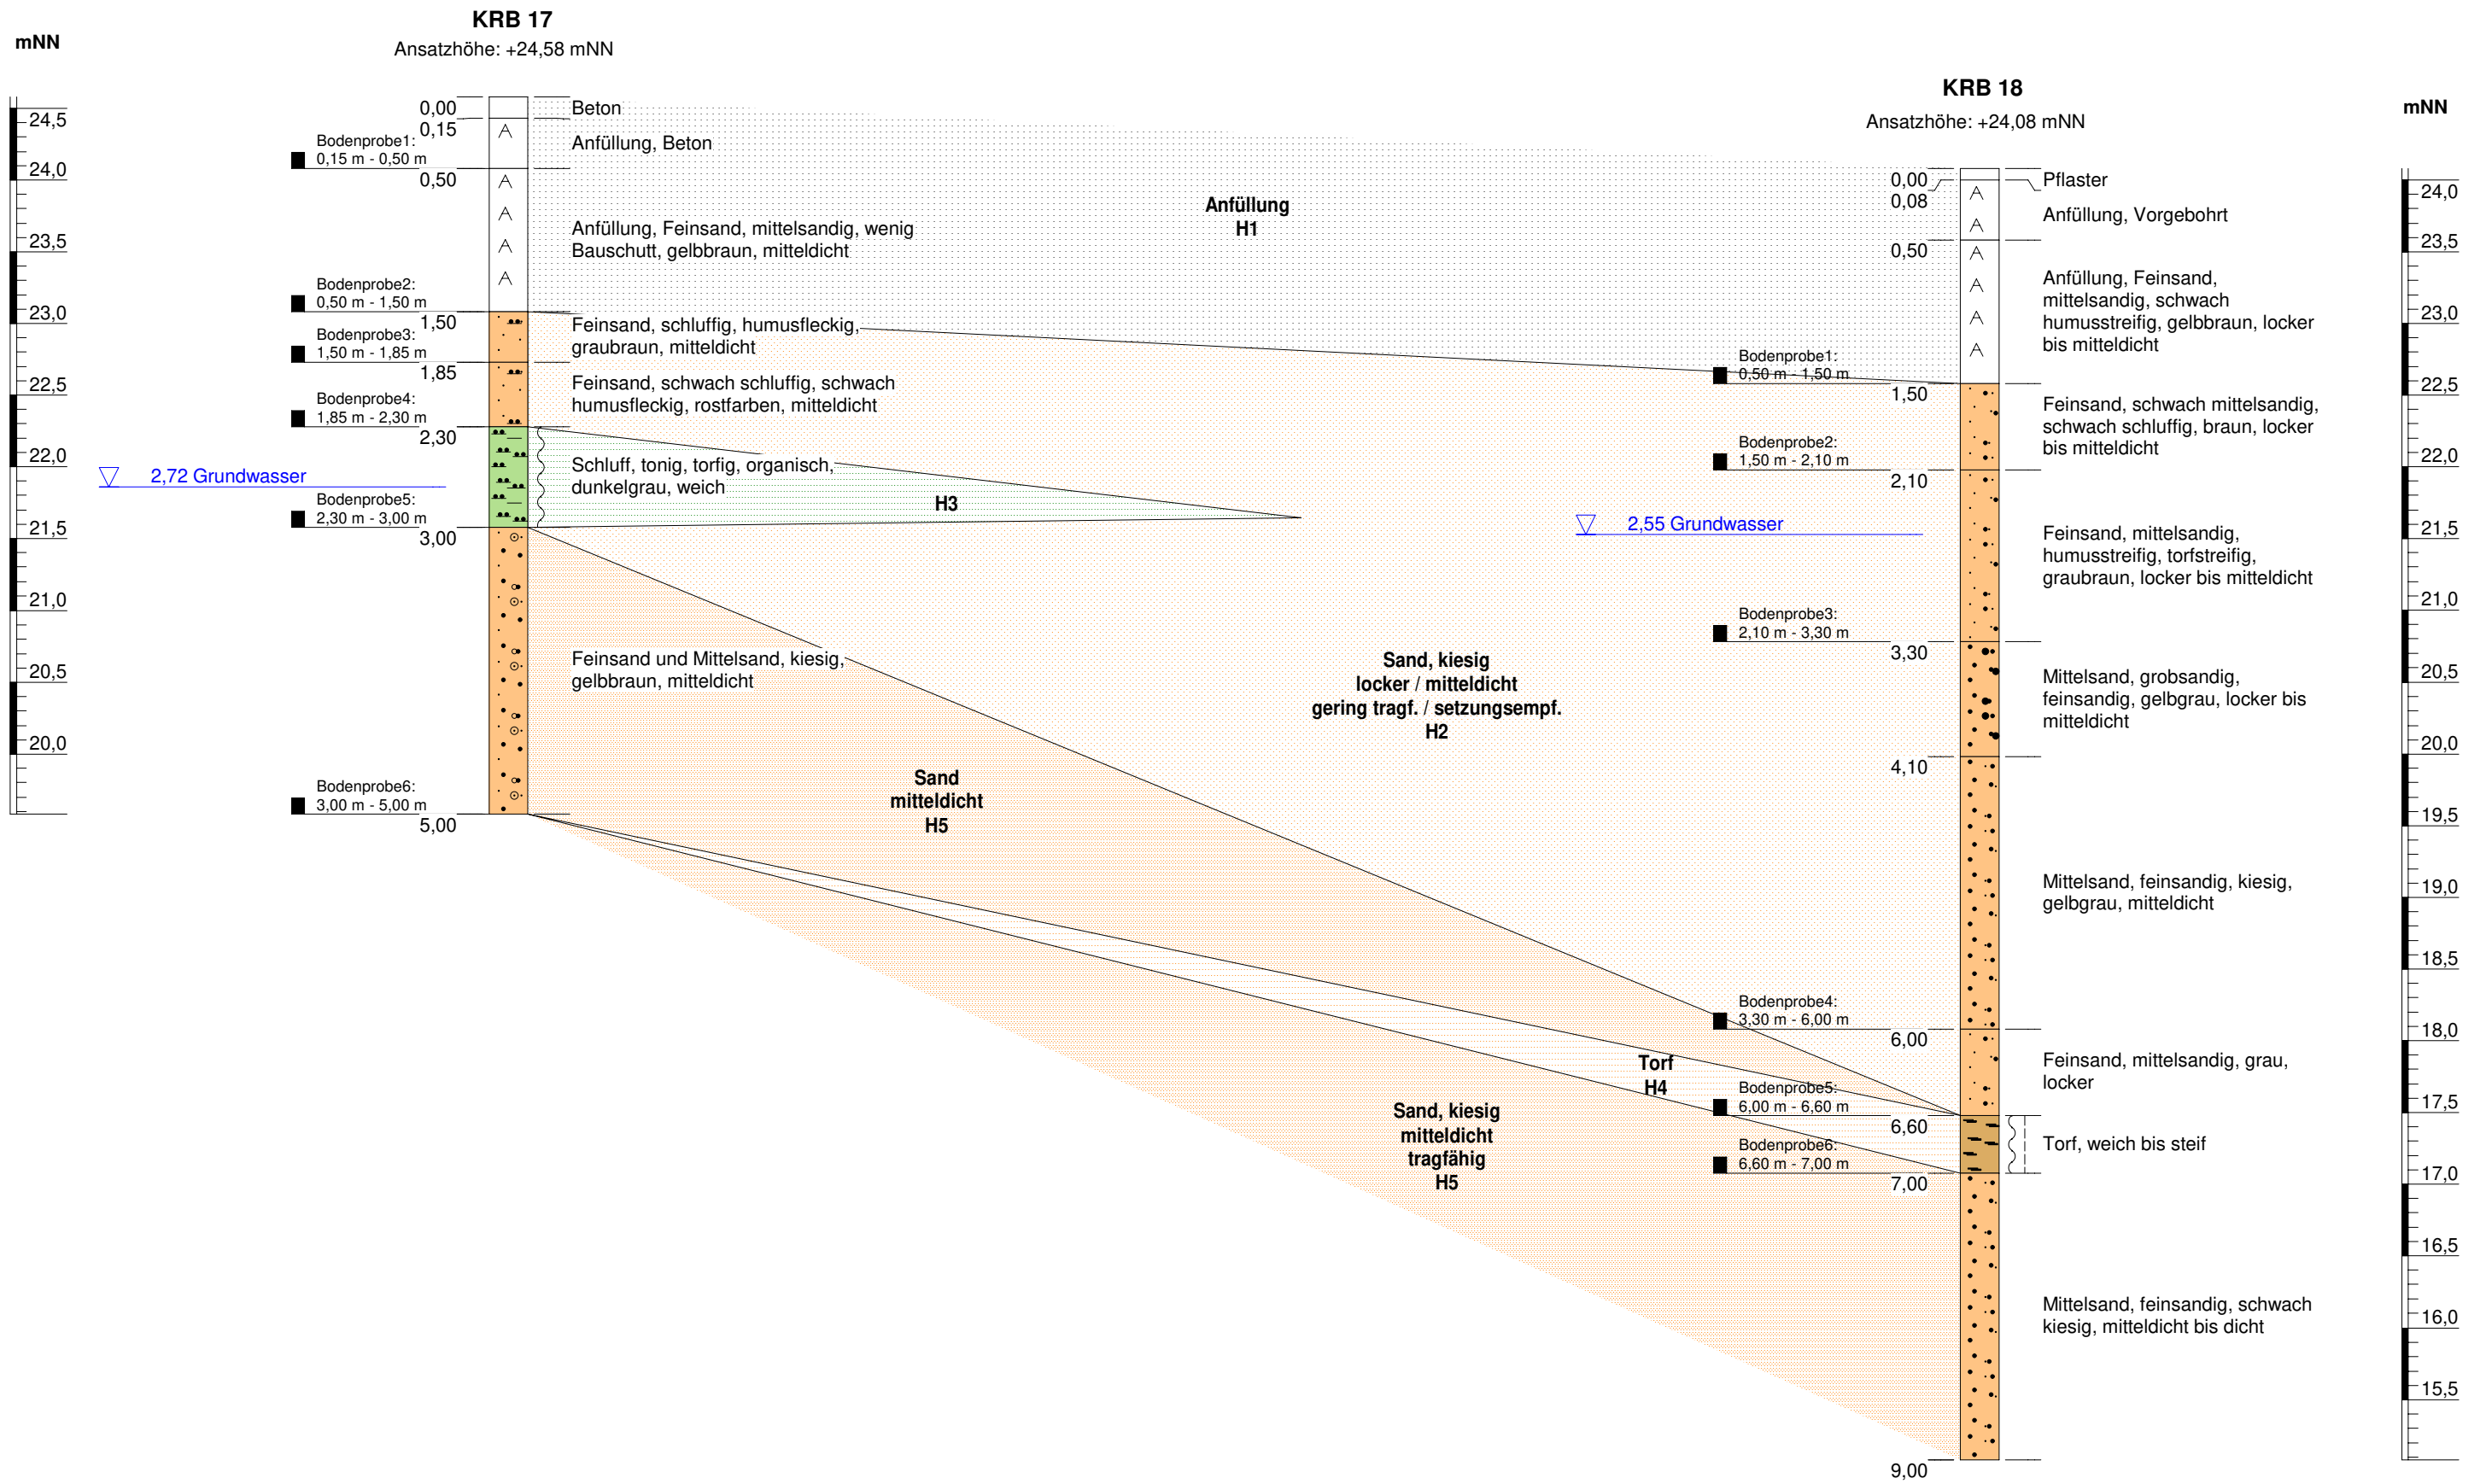 KRB 17
Ansatzhöhe: +24,58 mNN
mNN
24,5
24,0
23,5
23,0
22,5
22,0
21,5
21,0
20,5
20,0
2,72 Grundwasser
Bodenprobe1:
0,15 m - 0,50 m
Bodenprobe2:
0,50 m - 1,50 m
Bodenprobe3:
1,50 m - 1,85 m
Bodenprobe4:
1,85 m - 2,30 m
Bodenprobe5:
2,30 m - 3,00 m
Bodenprobe6:
3,00 m - 5,00 m
0,00
0,15
0,50
1,50
1,85
2,30
3,00
5,00
Beton
Anfüllung, Beton
Anfüllung, Feinsand, mittelsandig, wenig
Bauschutt, gelbbraun, mitteldicht
Feinsand, schluffig, humusfleckig,
graubraun, mitteldicht
Feinsand, schwach schluffig, schwach
humusfleckig, rostfarben, mitteldicht
Schluff, tonig, torfig, organisch,
dunkelgrau, weich
Feinsand und Mittelsand, kiesig,
gelbbraun, mitteldicht
Anfüllung
H1
H3
Sand, kiesig
locker / mitteldicht
gering tragf. / setzungsempf.
H2
Sand
mitteldicht
H5
Torf
H4
Sand, kiesig
mitteldicht
tragfähig
H5
KRB 18
Ansatzhöhe: +24,08 mNN
2,55 Grundwasser
Bodenprobe1:
0,50 m - 1,50 m
Bodenprobe2:
1,50 m - 2,10 m
Bodenprobe3:
2,10 m - 3,30 m
Bodenprobe4:
3,30 m - 6,00 m
Bodenprobe5:
6,00 m - 6,60 m
Bodenprobe6:
6,60 m - 7,00 m
0,00
0,08
0,50
1,50
2,10
3,30
4,10
6,00
6,60
7,00
9,00
Pflaster
Anfüllung, Vorgebohrt
Anfüllung, Feinsand,
mittelsandig, schwach
humusstreifig, gelbbraun, locker
bis mitteldicht
Feinsand, schwach mittelsandig,
schwach schluffig, braun, locker
bis mitteldicht
Feinsand, mittelsandig,
humusstreifig, torfstreifig,
graubraun, locker bis mitteldicht
Mittelsand, grobsandig,
feinsandig, gelbgrau, locker bis
mitteldicht
Mittelsand, feinsandig, kiesig,
gelbgrau, mitteldicht
Feinsand, mittelsandig, grau,
locker
Torf, weich bis steif
Mittelsand, feinsandig, schwach
kiesig, mitteldicht bis dicht
mNN
24,0
23,5
23,0
22,5
22,0
21,5
21,0
20,5
20,0
19,5
19,0
18,5
18,0
17,5
17,0
16,5
16,0
15,5